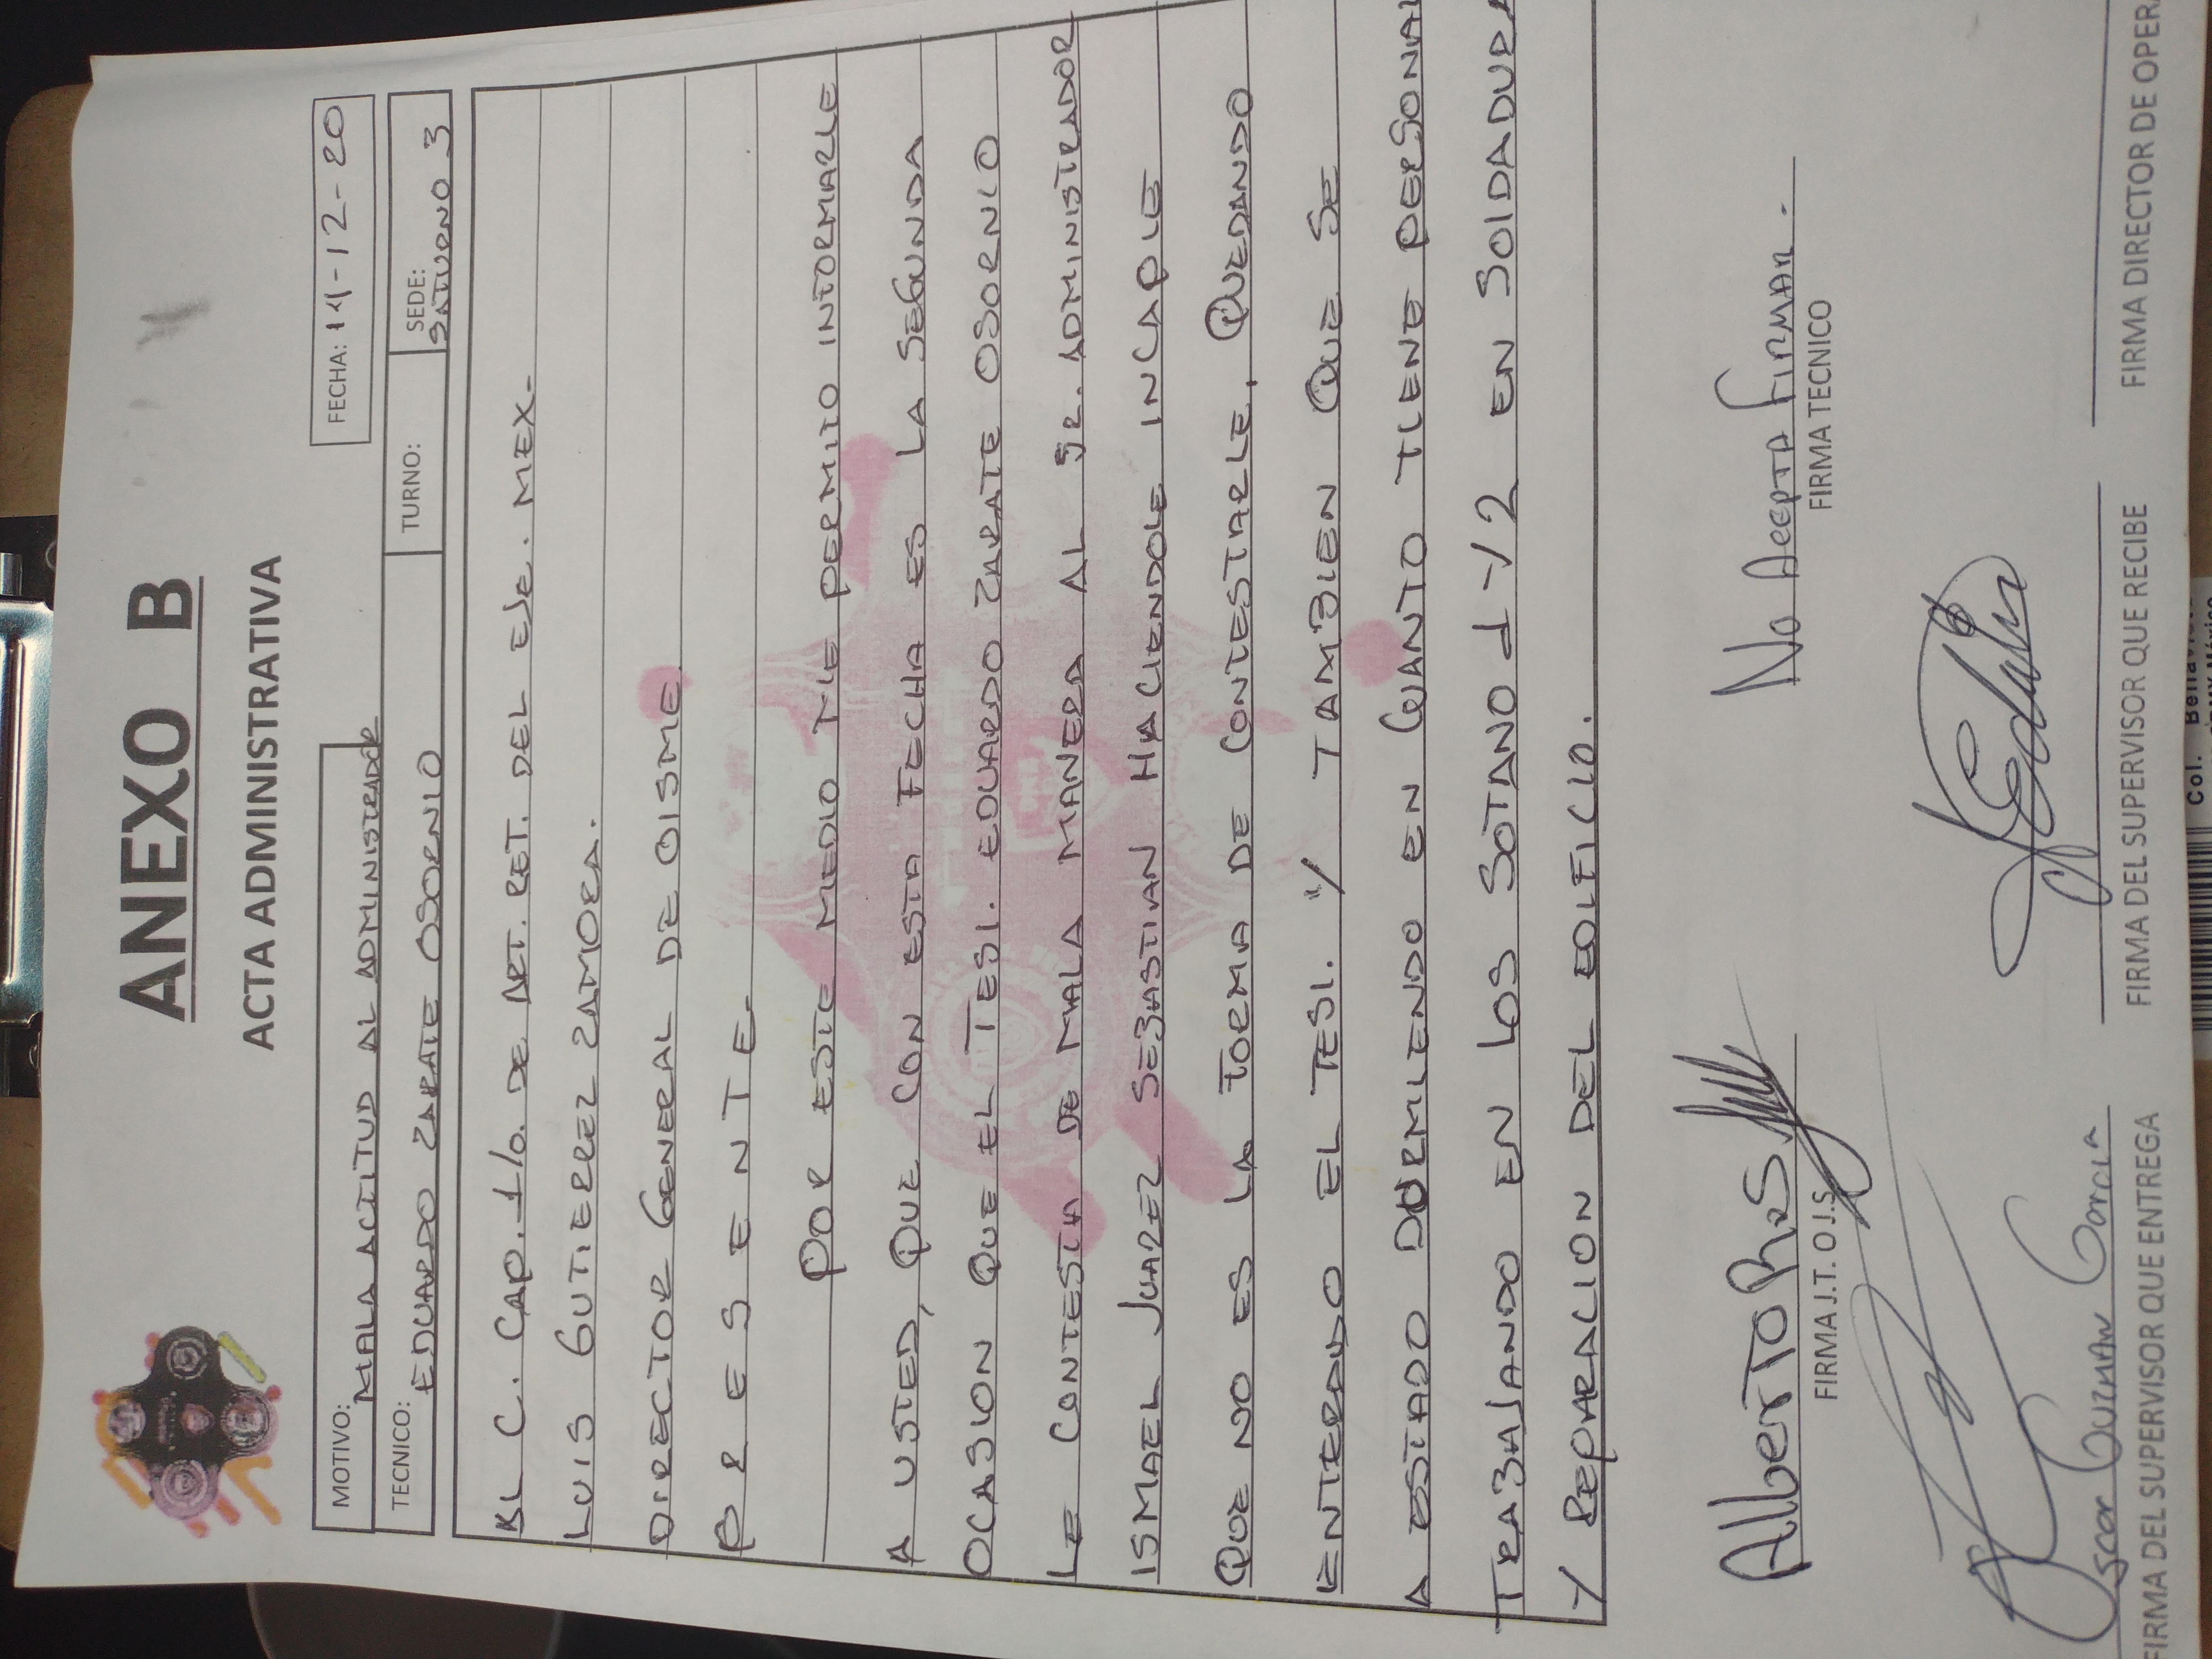 ANEXO B
ACTA ADMINISTRATIVA
MOTIVO: MALA ACTITUD AL ADMINISTRADOR
FECHA: 14-12-20
TECNICO: EDUARDO ZARATE OSORNIO
TURNO:
SEDE: SATURNO 3
AL C. CAP. 1/o. DE ART. RET. DEL EJE. MEX-
LUIS GUTIERREZ ZAMORA.
DIRECTOR GENERAL DE OISME.
P R E S E N T E-
POR ESTE MEDIO ME PERMITO INFORMARLE
A USTED, QUE CON ESTA FECHA ES LA SEGUNDA
OCASION QUE EL TESI. EDUARDO ZARATE OSORNIO
LE CONTESTA DE MALA MANERA AL SR. ADMINISTRADOR
ISMAEL JUAREZ SEBASTIAN HACIENDOLE INCAPIE
QUE NO ES LA FORMA DE CONTESTARLE, QUEDANDO
ENTERADO EL TESI. Y TAMBIEN QUE SE
A ESTADO DURMIENDO EN CUANTO TIENE PERSONAL
TRABAJANDO EN LOS SOTANO 1 Y 2 EN SOLDADURA
Y REPARACION DEL EDIFICIO.
Alberto
FIRMA J.T. O J.S.
No Acepta Firmar.-
FIRMA TECNICO
Oscar Guzman Garcia
FIRMA DEL SUPERVISOR QUE ENTREGA
FIRMA DEL SUPERVISOR QUE RECIBE
FIRMA DIRECTOR DE OPERA
Col. Bellavis
CDMX México